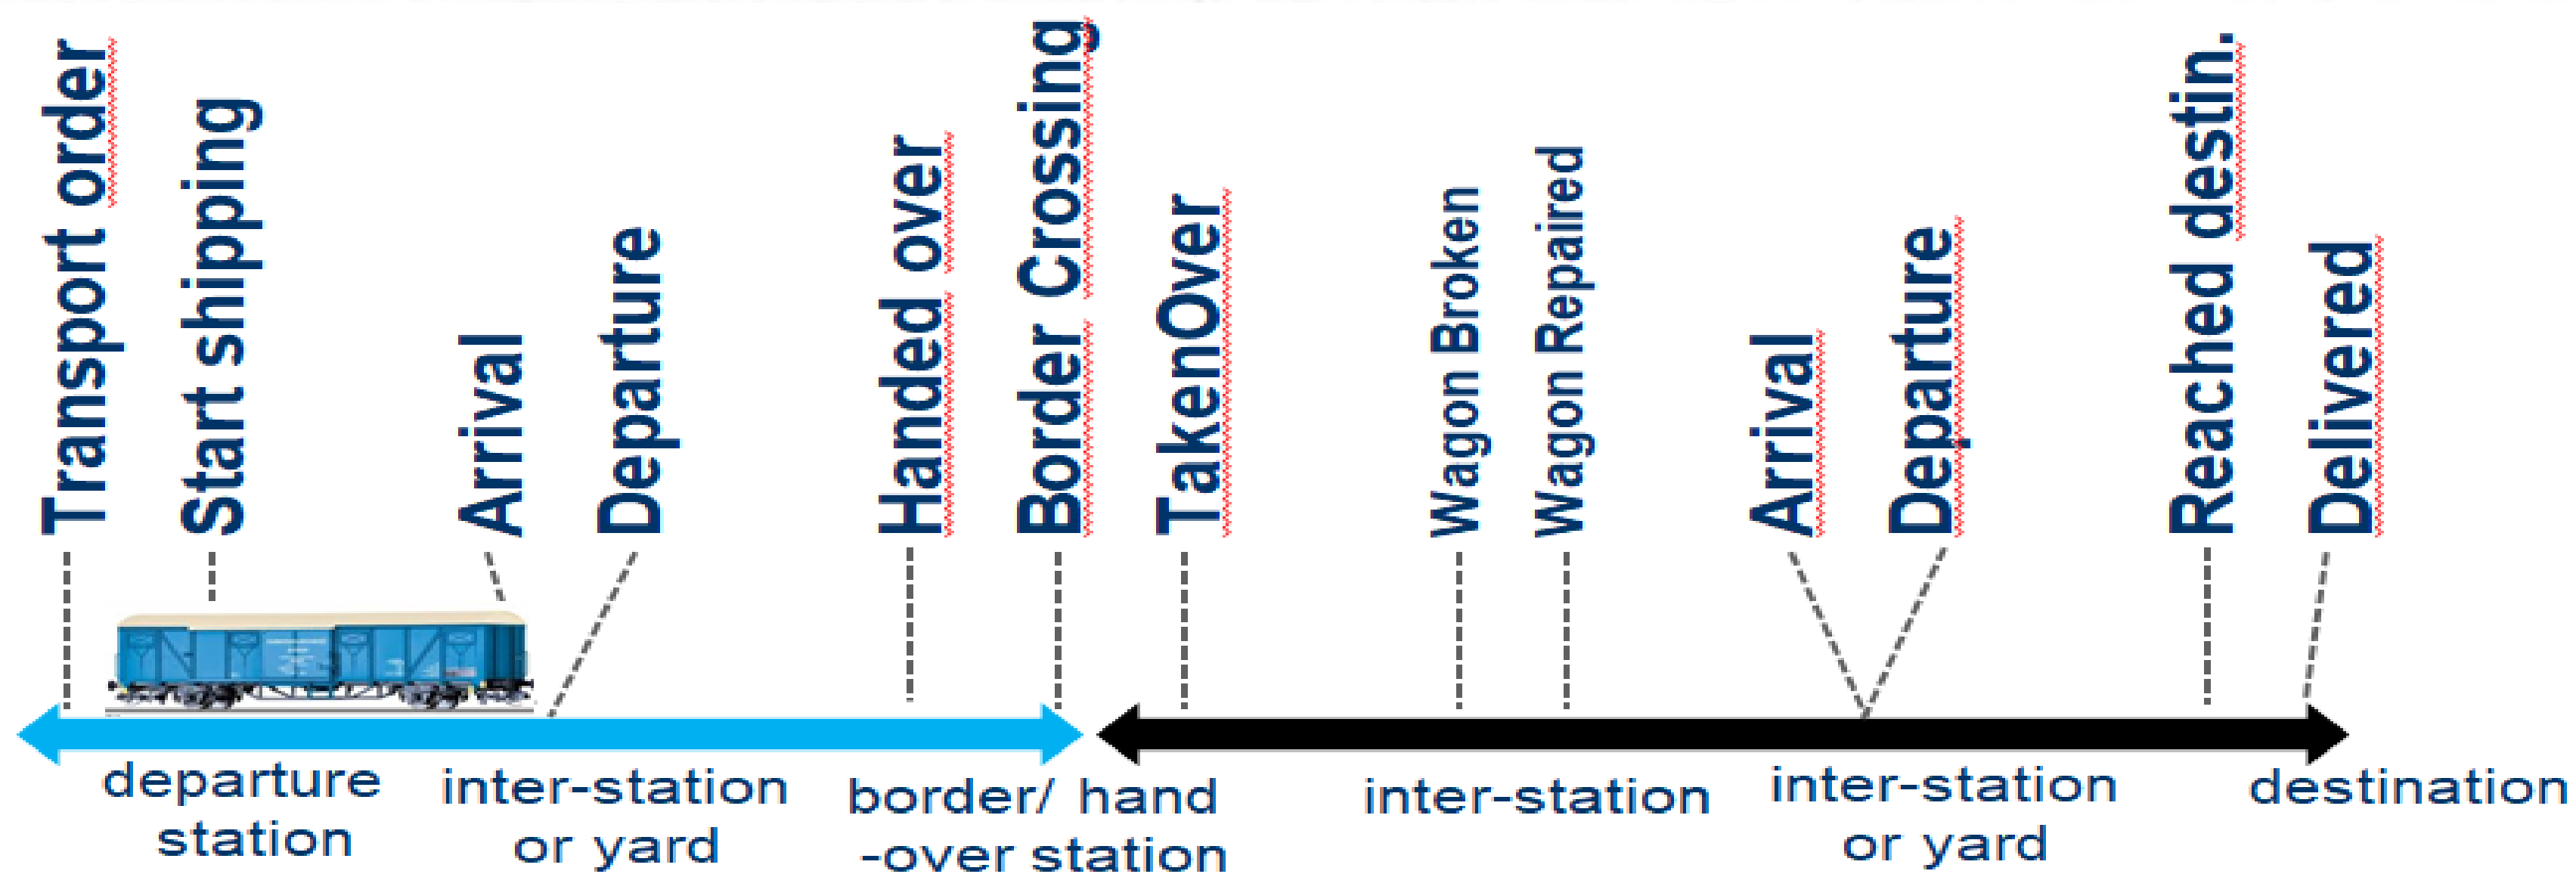 Transport order
Start shipping
Arrival
Departure
Handed over
Border Crossing
TakenOver
Wagon Broken
Wagon Repaired
Arrival
Departure
Reached destin.
Delivered
departure
station
inter-station
or yard
border/ hand
-over station
inter-station
inter-station
or yard
destination